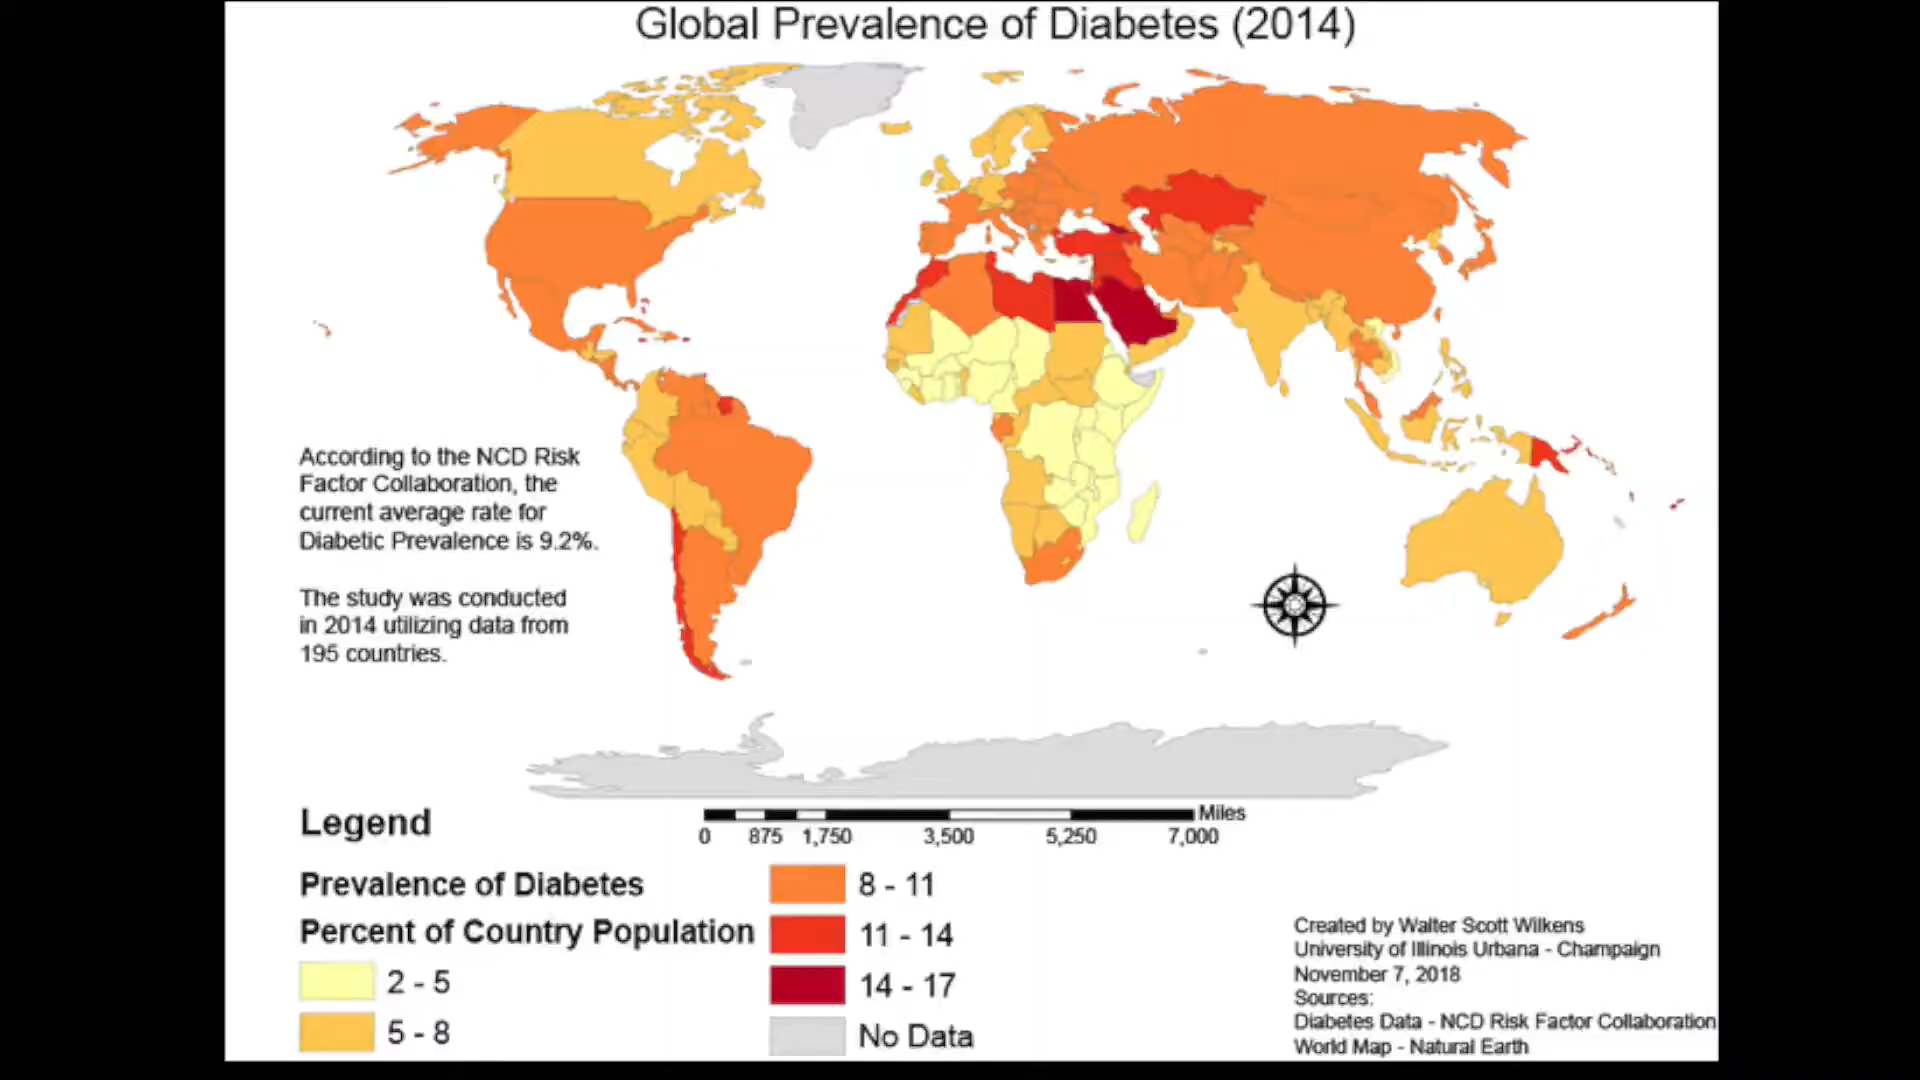 Global Prevalence of Diabetes (2014)
According to the NCD Risk
Factor Collaboration, the
current average rate for
Diabetic Prevalence is 9.2%.
The study was conducted
in 2014 utilizing data from
195 countries.
Legend
Miles
0 875 1,750 3,500 5,250 7,000
Prevalence of Diabetes
Percent of Country Population
2 - 5
5 - 8
8 - 11
11 - 14
14 - 17
No Data
Created by Walter Scott Wilkens
University of Illinois Urbana - Champaign
November 7, 2018
Sources:
Diabetes Data - NCD Risk Factor Collaboration
World Map - Natural Earth